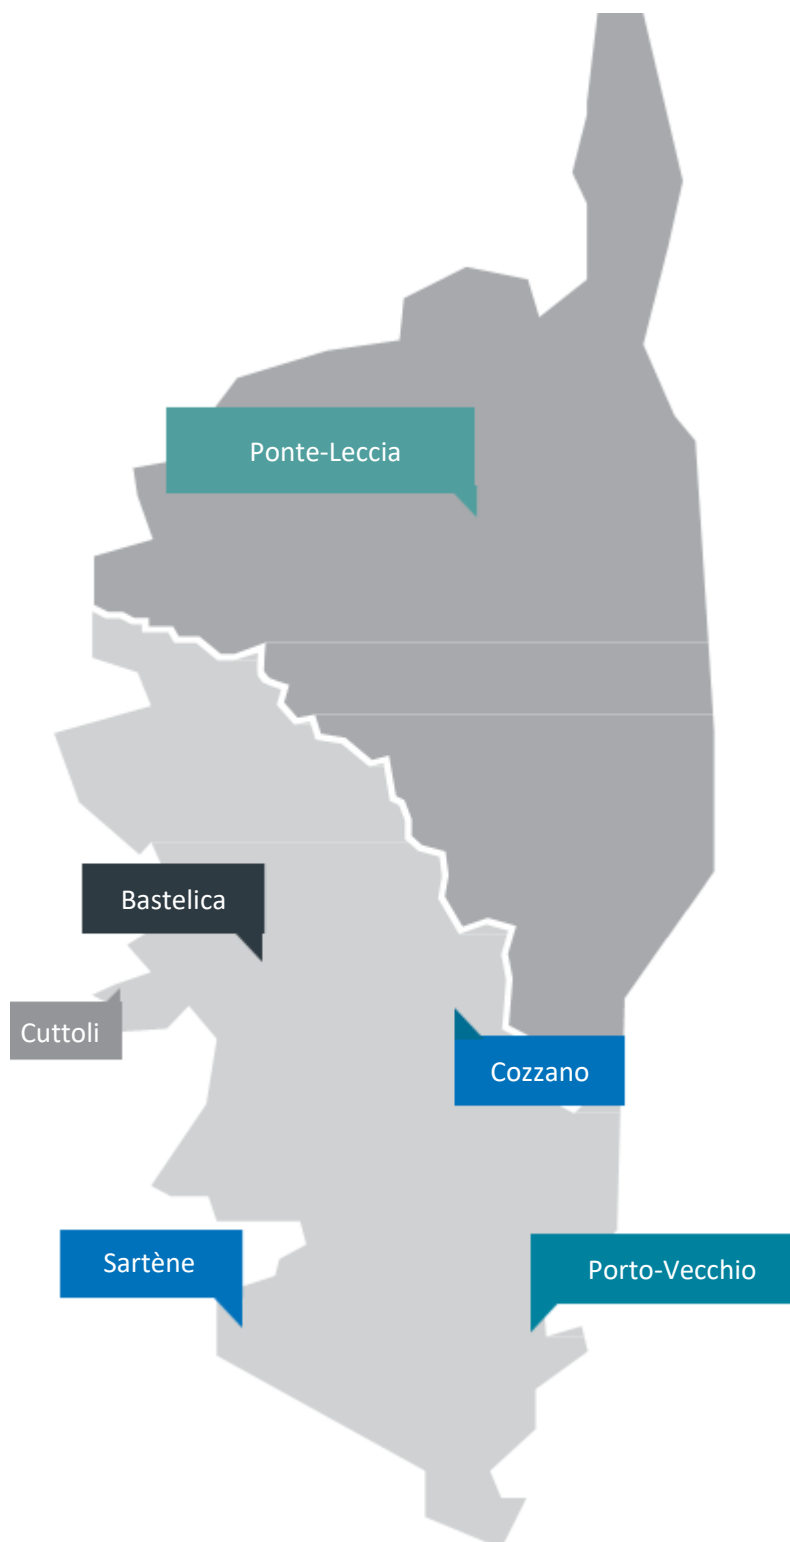 Ponte-Leccia
Bastelica
Cuttoli
Cozzano
Sartène
Porto-Vecchio